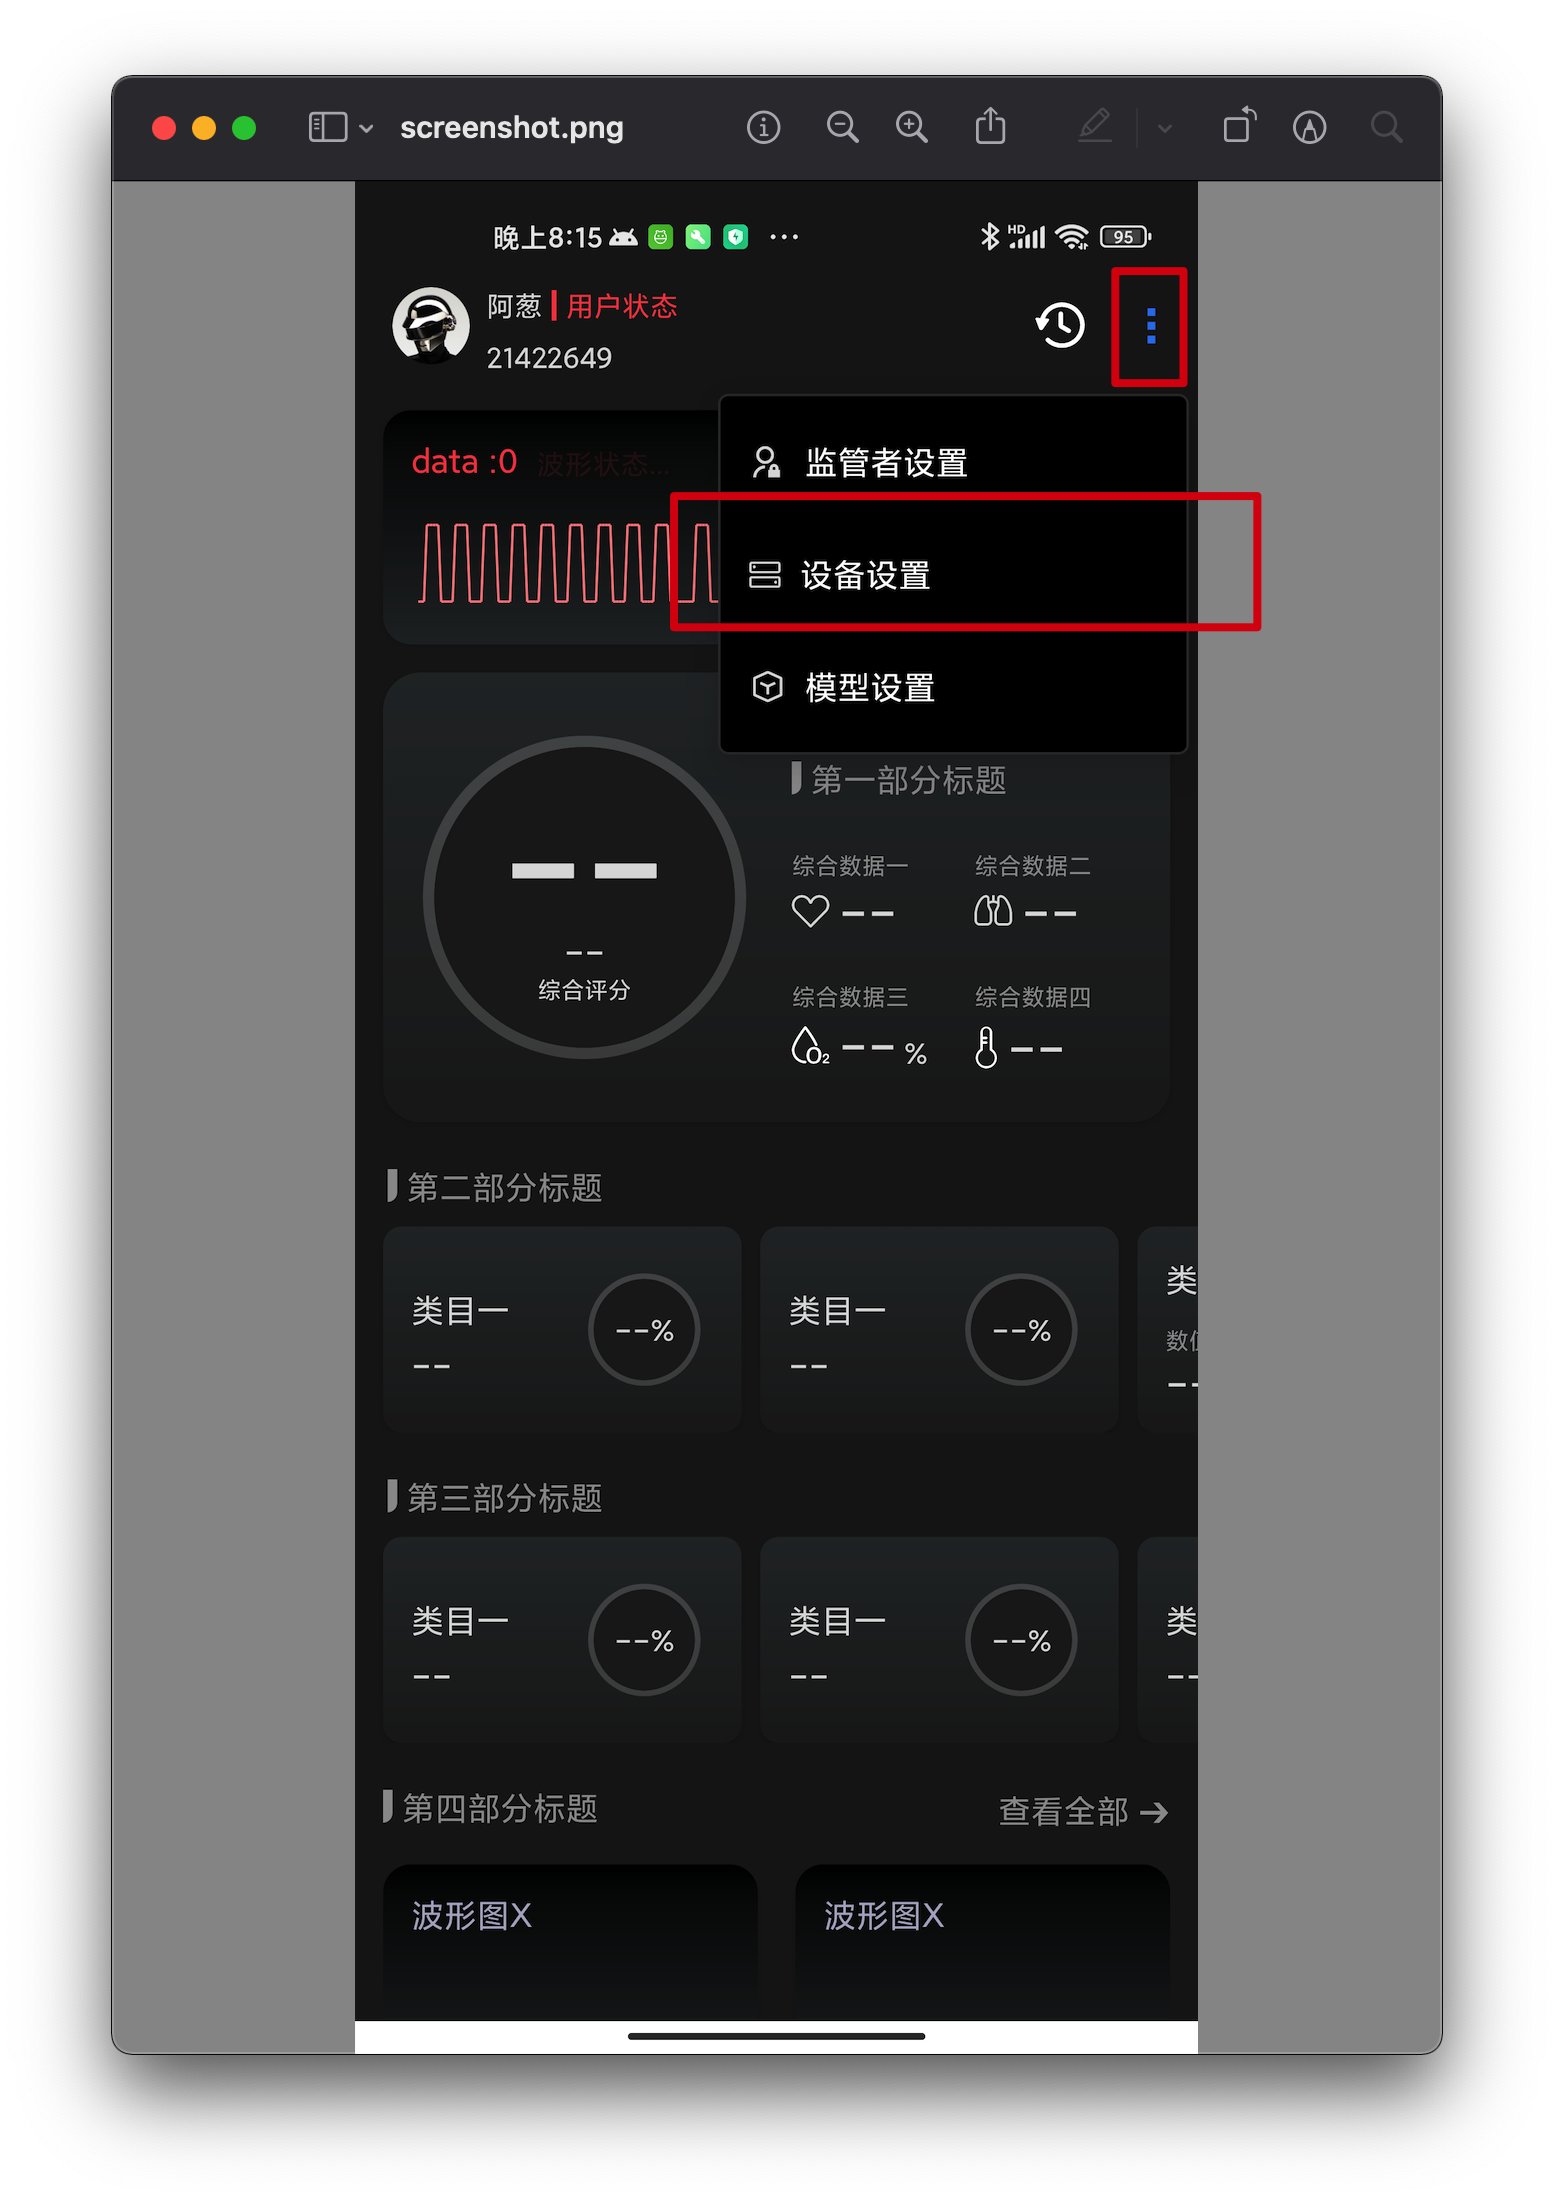 screenshot.png
晚上8:15
HD
95
阿葱
用户状态
21422649
data :0 波形状态...
监管者设置
设备设置
模型设置
第一部分标题
综合数据一
综合数据二
--
--
--
--
综合评分
综合数据三
综合数据四
O₂ -- %
--
第二部分标题
类目一
--
--%
类目一
--
--%
类
数值
--
第三部分标题
类目一
--
--%
类目一
--
--%
类
--
第四部分标题
查看全部
波形图X
波形图X